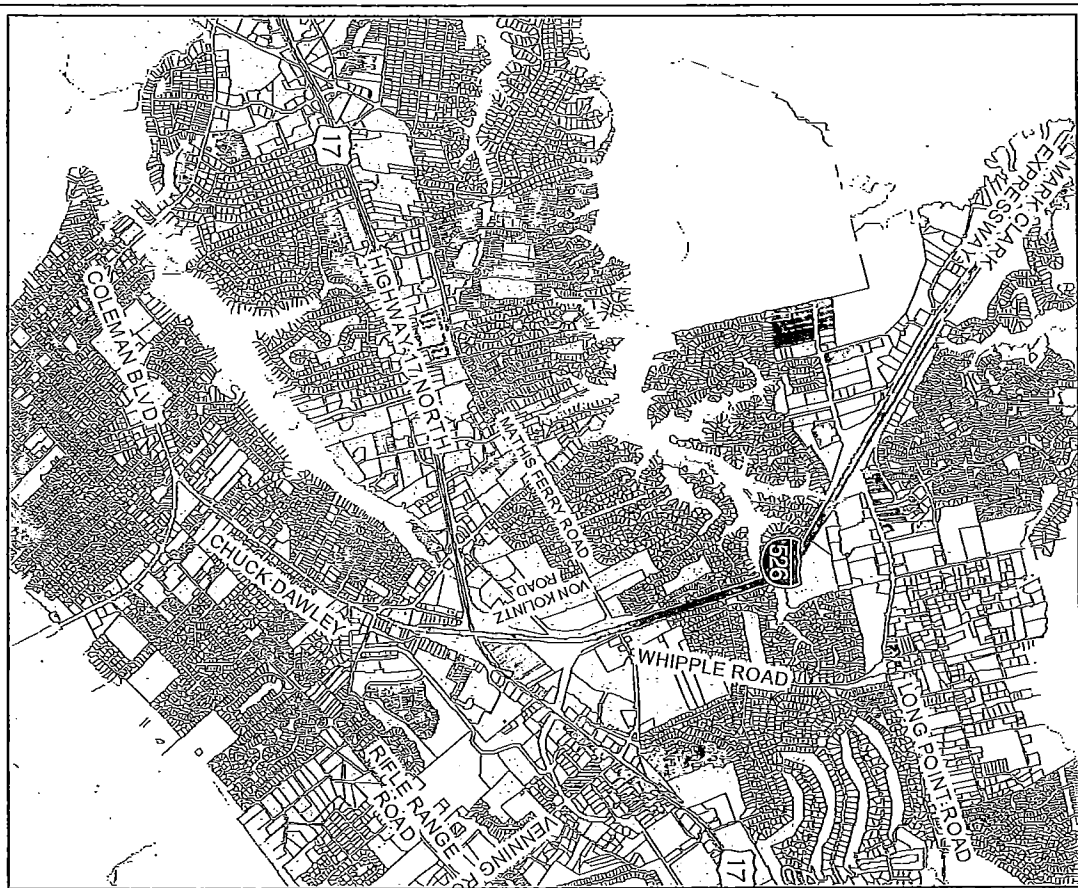 MARK CLARK
EXPRESSWAY
17
HIGHWAY 17 NORTH
COLEMAN BLVD
MATHIS FERRY ROAD
526
VON KOLNITZ
ROAD
CHUCK DAWLEY
WHIPPLE ROAD
LONG POINT ROAD
RIFLE RANGE
ROAD
VENNING
17